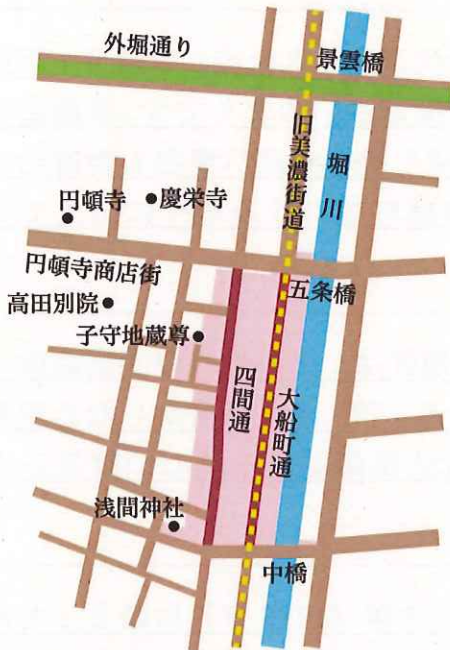 外堀通り
景雲橋
旧美濃街道
堀川
円頓寺
慶栄寺
円頓寺商店街
五条橋
高田別院
子守地蔵尊
四間通
大船町通
浅間神社
中橋